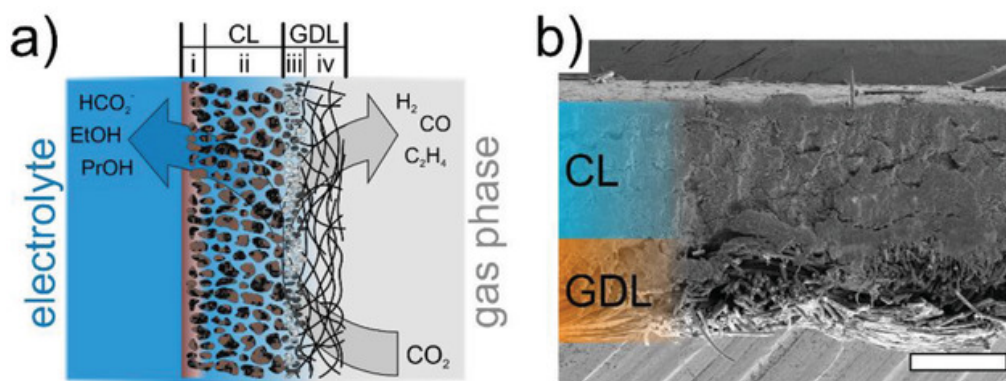 a)
CL GDL
i ii iii iv
HCO₂⁻
EtOH
PrOH
H₂
CO
C₂H₄
CO₂
electrolyte
gas phase
b)
CL
GDL